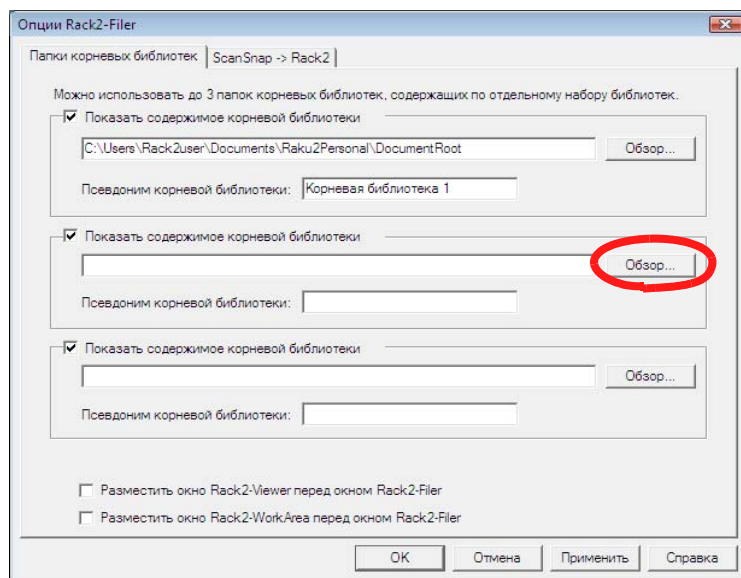 Опции Rack2-Filer
Папки корневых библиотек
ScanSnap -> Rack2
Можно использовать до 3 папок корневых библиотек, содержащих по отдельному набору библиотек.
Показать содержимое корневой библиотеки
C:\Users\Rack2user\Documents\Raku2Personal\DocumentRoot
Обзор...
Псевдоним корневой библиотеки:
Корневая библиотека 1
Показать содержимое корневой библиотеки
Обзор...
Псевдоним корневой библиотеки:
Показать содержимое корневой библиотеки
Обзор...
Псевдоним корневой библиотеки:
Разместить окно Rack2-Viewer перед окном Rack2-Filer
Разместить окно Rack2-WorkArea перед окном Rack2-Filer
OK
Отмена
Применить
Справка